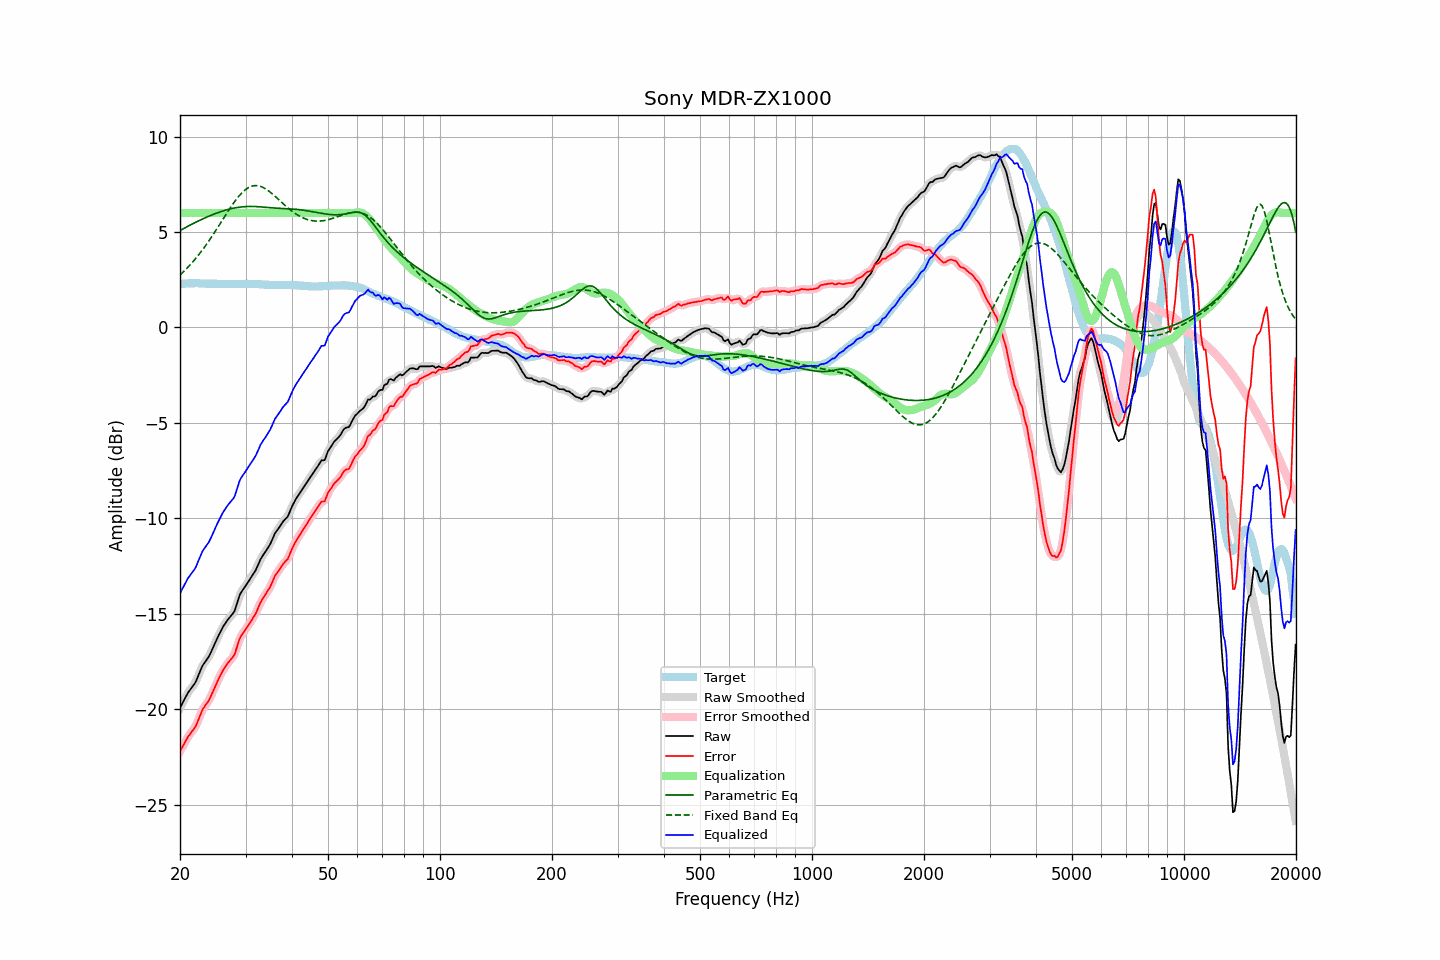 Sony MDR-ZX1000
Amplitude (dBr)
10
5
0
−5
−10
−15
−20
−25
Target
Raw Smoothed
Error Smoothed
Raw
Error
Equalization
Parametric Eq
Fixed Band Eq
Equalized
20 50 100 200 500 1000 2000 5000 10000 20000
Frequency (Hz)